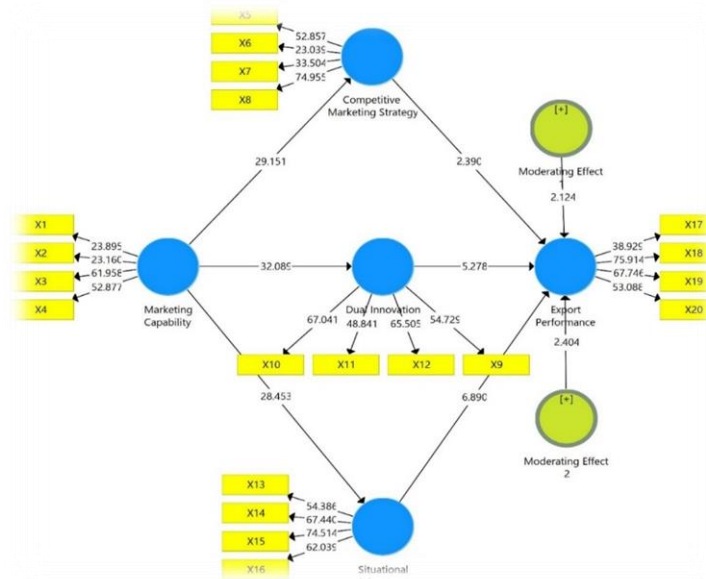 X5
52.857
X6
23.039
X7
33.504
X8
74.955
Competitive
Marketing Strategy
[+]
Moderating Effect
29.151
2.390
2.124
X1
23.895
X2
23.160
X3
61.958
X4
52.877
Marketing
Capability
32.089
Dual Innovation
5.278
Export
Performance
X17
38.929
X18
75.914
X19
67.746
X20
53.088
67.041
48.841
65.505
54.729
X10
X11
X12
X9
28.453
6.890
2.404
[+]
Moderating Effect
2
X13
54.386
X14
67.440
X15
74.514
X16
62.039
Situational